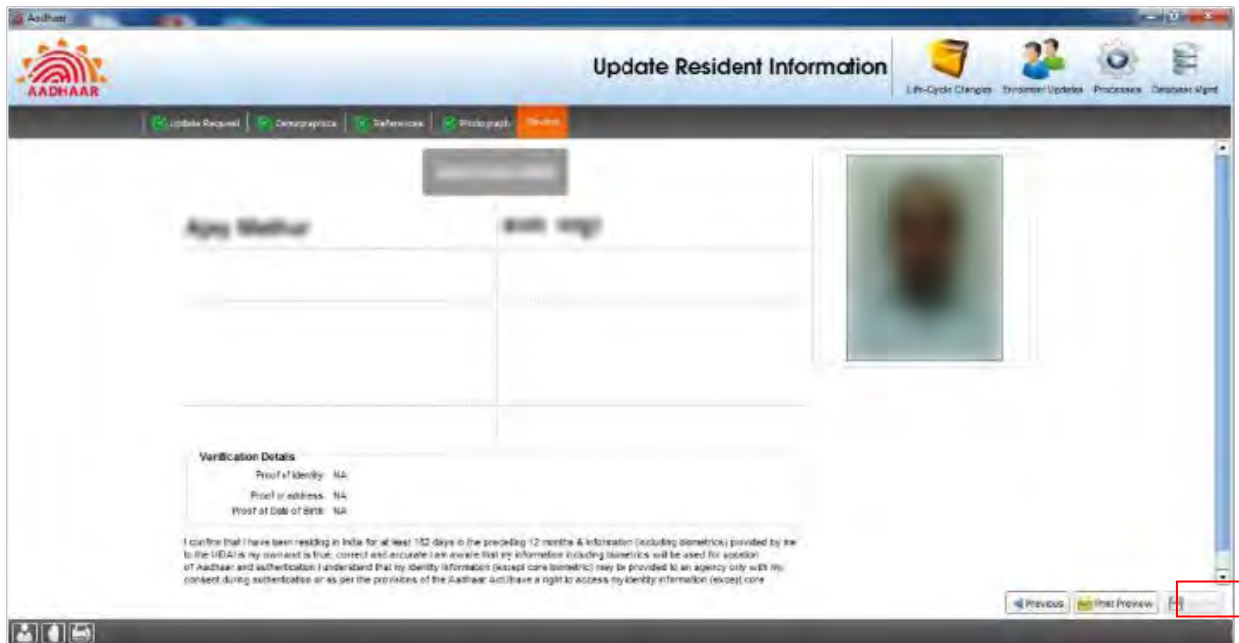 Aadhaar
AADHAAR
Update Resident Information
Life-Cycle Changes Enrolment Updates Processes Database Mgmt
Update Request Demographics References Photograph Review
Verification Details
Proof of Identity NA
Proof of address NA
Proof of Date of Birth NA
I confirm that I have been residing in India for at least 182 days in the preceding 12 months & information (including biometrics) provided by me
to the UIDAI is my own and is true, correct and accurate I am aware that my information including biometrics will be used for
of Aadhaar and authentication I understand that my identity information (except core biometric) may be provided to an agency only with my
consent during authentication or as per the provisions of the Aadhaar Act I have a right to access my identity information (except core
Previous Print Preview